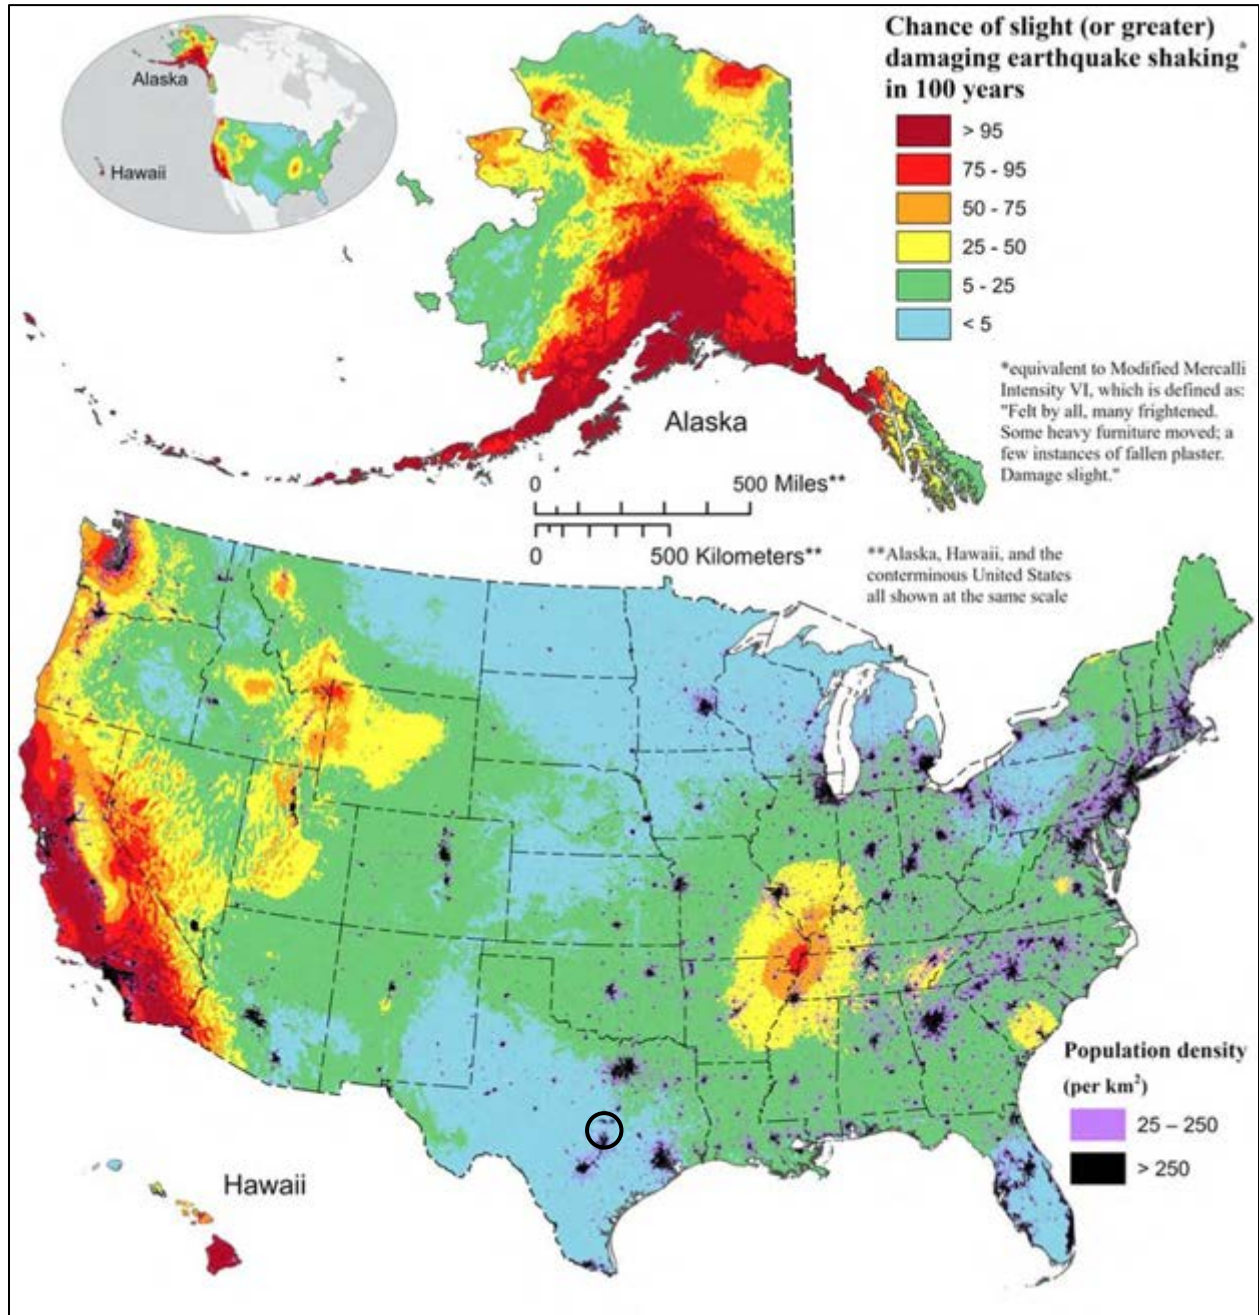 Alaska
Hawaii
Chance of slight (or greater)
damaging earthquake shaking*
in 100 years
> 95
75 - 95
50 - 75
25 - 50
5 - 25
< 5
*equivalent to Modified Mercalli
Intensity VI, which is defined as:
"Felt by all, many frightened.
Some heavy furniture moved; a
few instances of fallen plaster.
Damage slight."
Alaska
0 500 Miles**
0 500 Kilometers**
**Alaska, Hawaii, and the
conterminous United States
all shown at the same scale
Hawaii
Population density
(per km²)
25 – 250
> 250